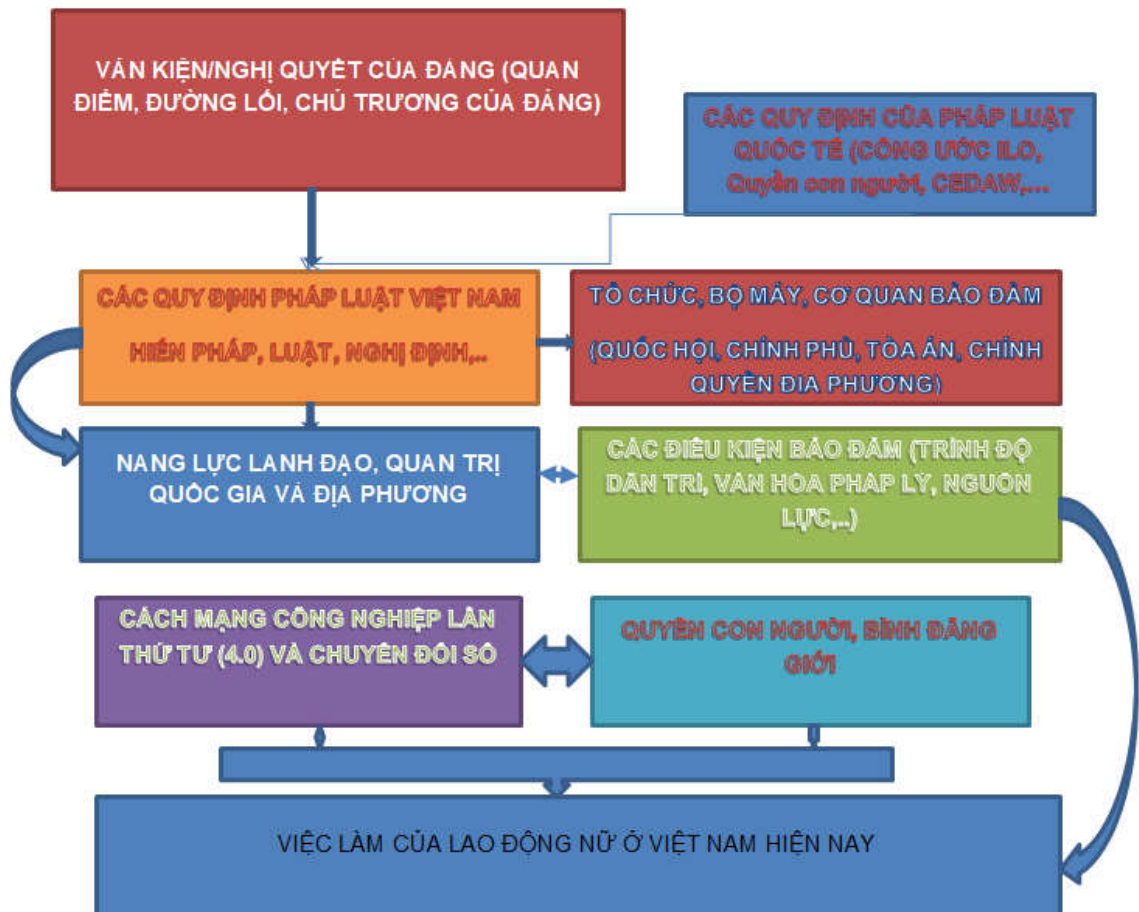 VĂN KIỆN/NGHỊ QUYẾT CỦA ĐẢNG (QUAN
ĐIỂM, ĐƯỜNG LỐI, CHỦ TRƯƠNG CỦA ĐẢNG)
CÁC QUY ĐỊNH CỦA PHÁP LUẬT
QUỐC TẾ (CÔNG ƯỚC ILO,
Quyền con người, CEDAW,...
CÁC QUY ĐỊNH PHÁP LUẬT VIỆT NAM
HIẾN PHÁP, LUẬT, NGHỊ ĐỊNH,..
TỔ CHỨC, BỘ MÁY, CƠ QUAN BẢO ĐẢM
(QUỐC HỘI, CHÍNH PHỦ, TÒA ÁN, CHÍNH
QUYỀN ĐỊA PHƯƠNG)
NANG LỰC LANH ĐẠO, QUAN TRỊ
QUỐC GIA VÀ ĐỊA PHƯƠNG
CÁC ĐIỀU KIỆN BẢO ĐẢM (TRÌNH ĐỘ
DÂN TRÍ, VĂN HÓA PHÁP LÝ, NGUỒN
LỰC,..)
CÁCH MẠNG CÔNG NGHIỆP LẦN
THỨ TƯ (4.0) VÀ CHUYỂN ĐỔI SỐ
QUYỀN CON NGƯỜI, BÌNH ĐẲNG
GIỚI
VIỆC LÀM CỦA LAO ĐỘNG NỮ Ở VIỆT NAM HIỆN NAY